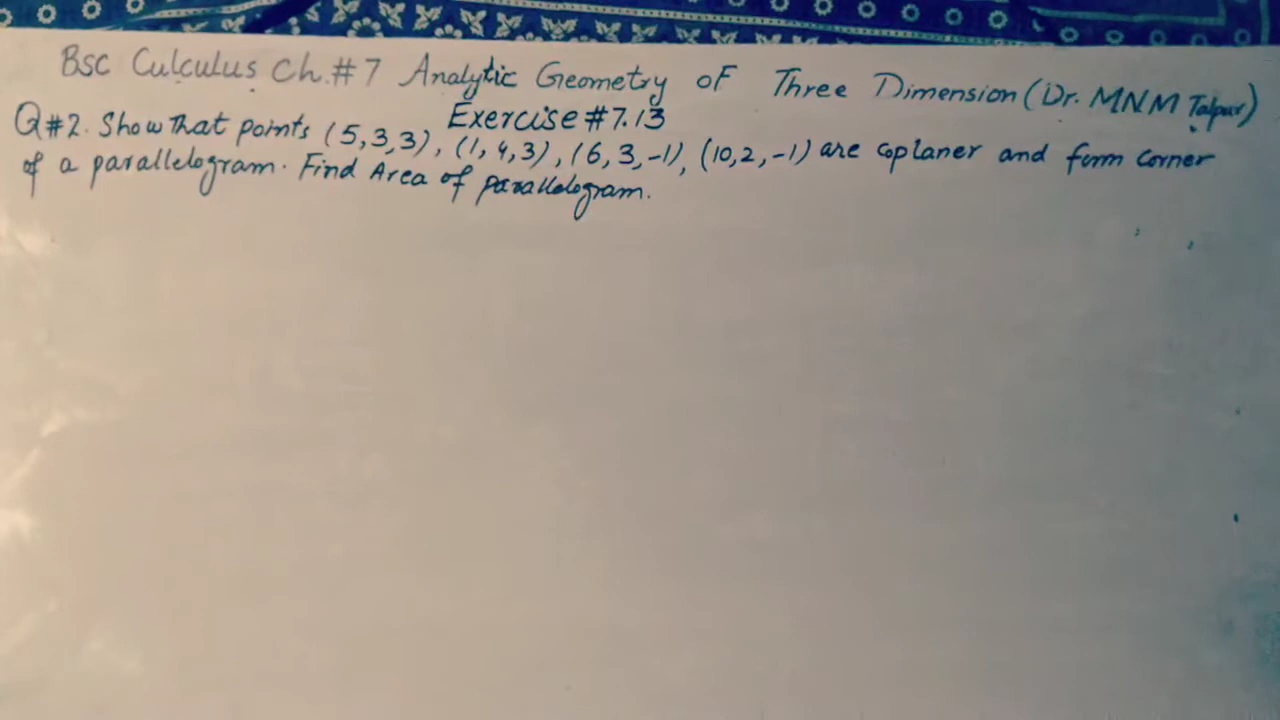 Bsc Calculus Ch.#7 Analytic Geometry of Three Dimension (Dr. MNM Talpur)
Exercise #7.13
Q#2. Show that points (5,3,3), (1,4,3), (6,3,-1), (10,2,-1) are coplaner and form corner
of a parallelogram. Find Area of parallelogram.